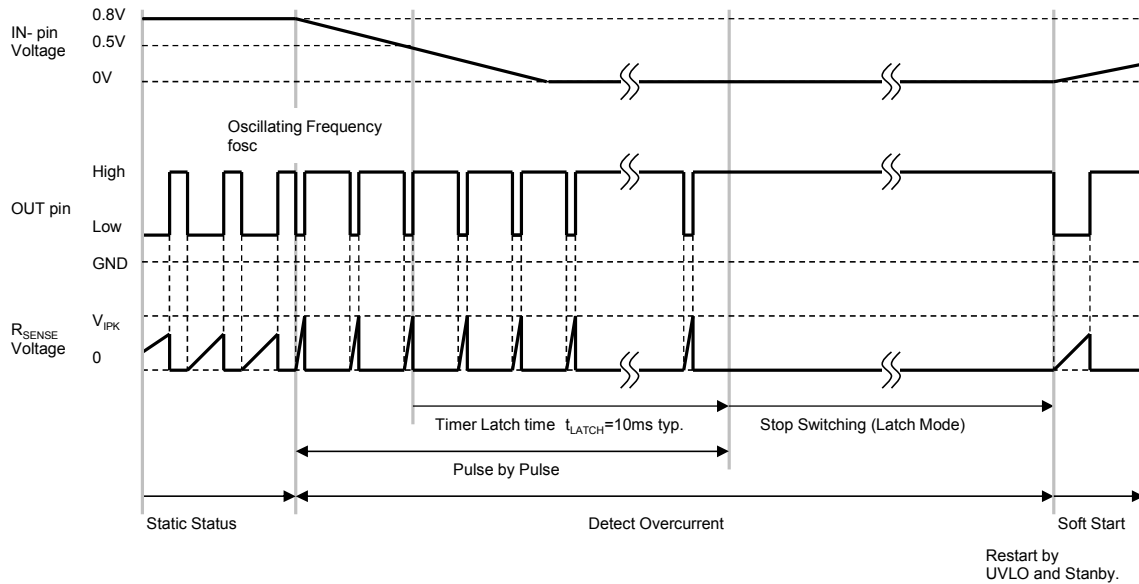 IN- pin
Voltage
0.8V
0.5V
0V
Oscillating Frequency
fosc
OUT pin
High
Low
GND
RSENSE
Voltage
VIPK
0
Timer Latch time tLATCH=10ms typ.
Stop Switching (Latch Mode)
Pulse by Pulse
Static Status
Detect Overcurrent
Soft Start
Restart by
UVLO and Stanby.